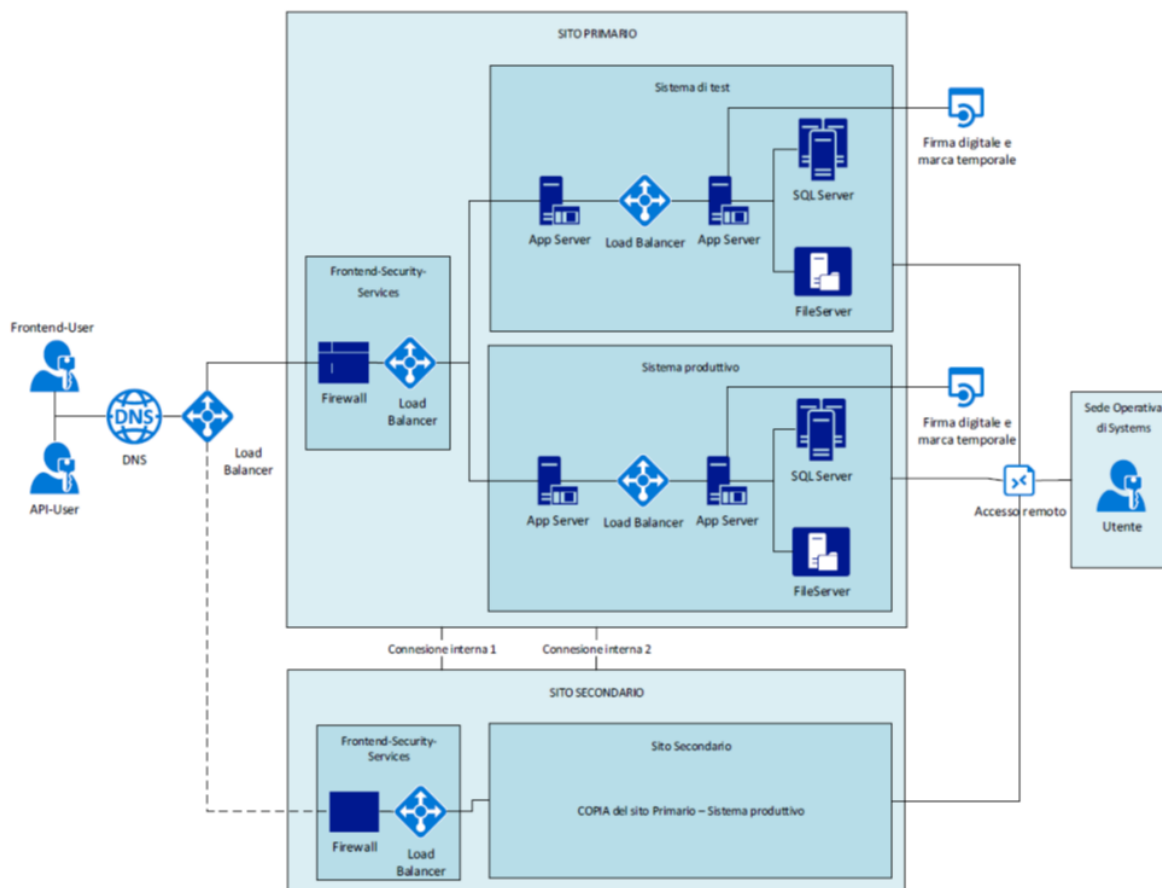 SITO PRIMARIO
Sistema di test
Firma digitale e
marca temporale
SQL Server
App Server
Load Balancer
App Server
FileServer
Frontend-Security-
Services
Firewall
Load
Balancer
Frontend-User
DNS
DNS
API-User
Load
Balancer
Sistema produttivo
Firma digitale e
marca temporale
SQL Server
App Server
Load Balancer
App Server
FileServer
Sede Operativa
di Systems
Accesso remoto
Utente
Connesione interna 1
Connesione interna 2
SITO SECONDARIO
Frontend-Security-
Services
Firewall
Load
Balancer
Sito Secondario
COPIA del sito Primario – Sistema produttivo